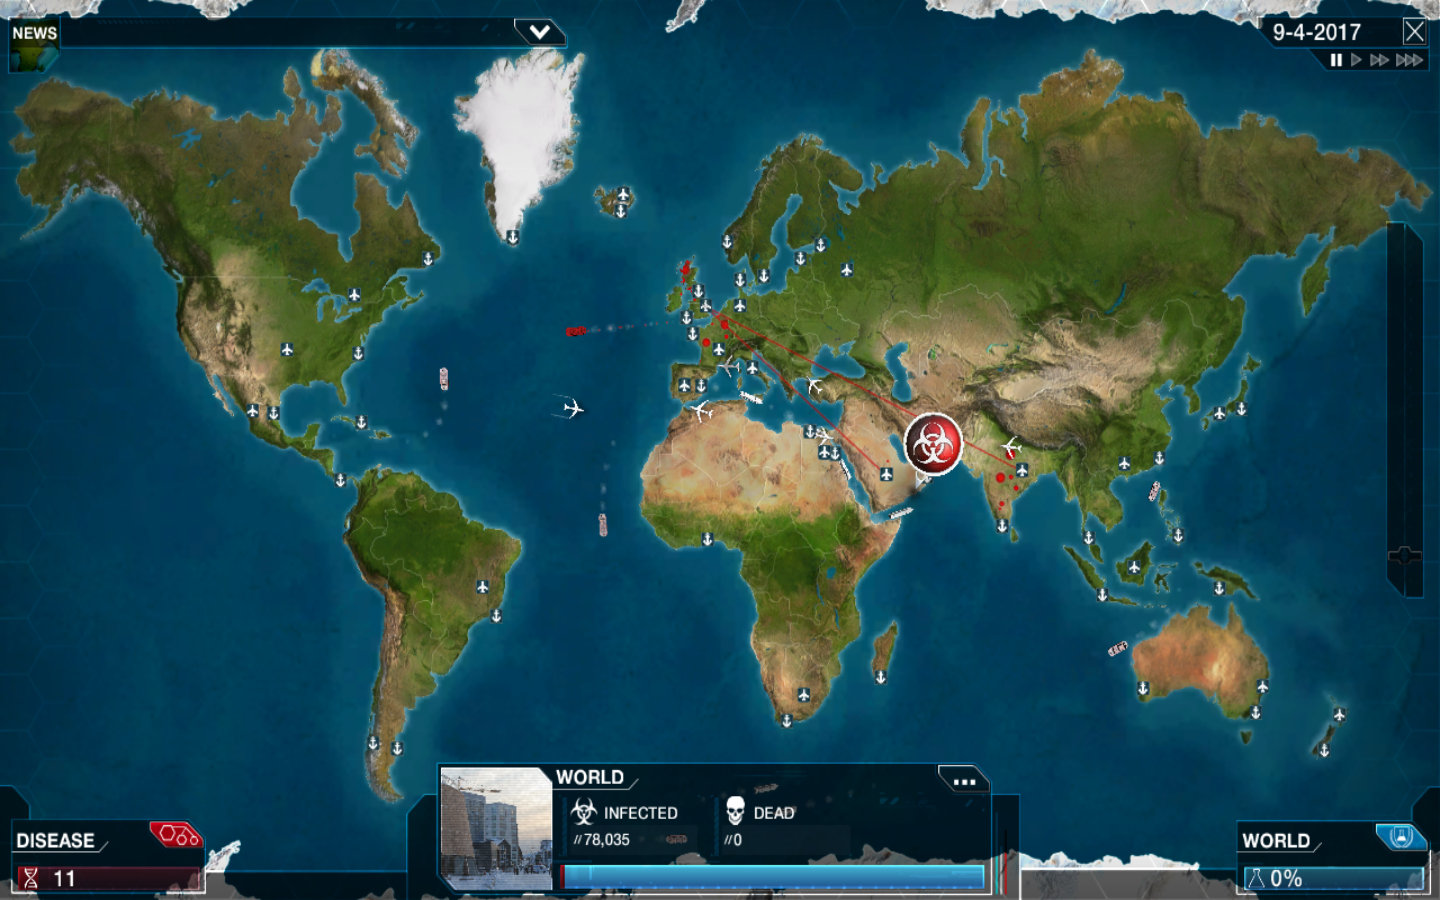 NEWS
9-4-2017
WORLD
INFECTED
DEAD
//78,035
//0
DISEASE
11
WORLD
0%